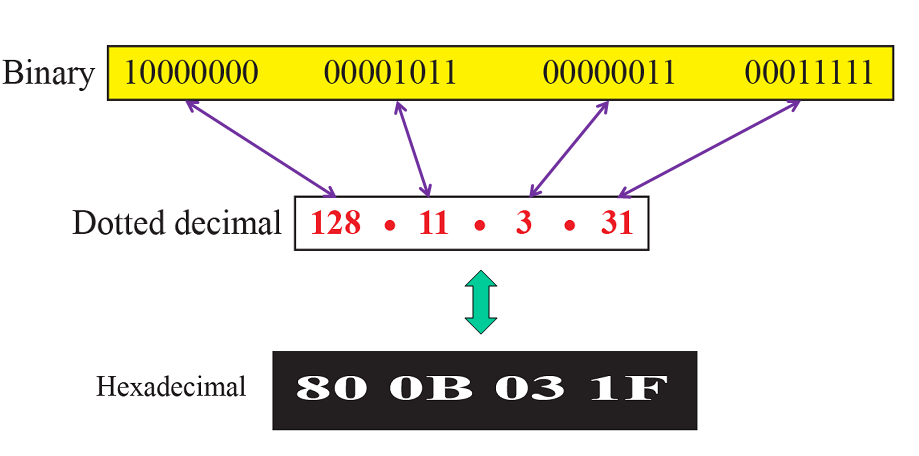 Binary 10000000 00001011 00000011 00011111
Dotted decimal 128 • 11 • 3 • 31
Hexadecimal 80 0B 03 1F